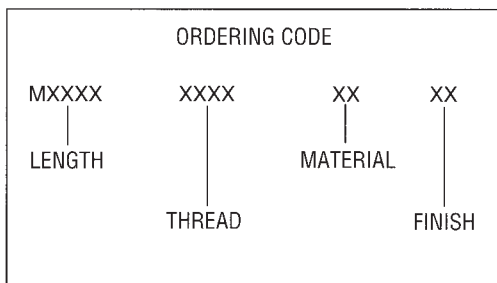 ORDERING CODE
MXXXX XXXX XX XX
LENGTH MATERIAL
THREAD FINISH